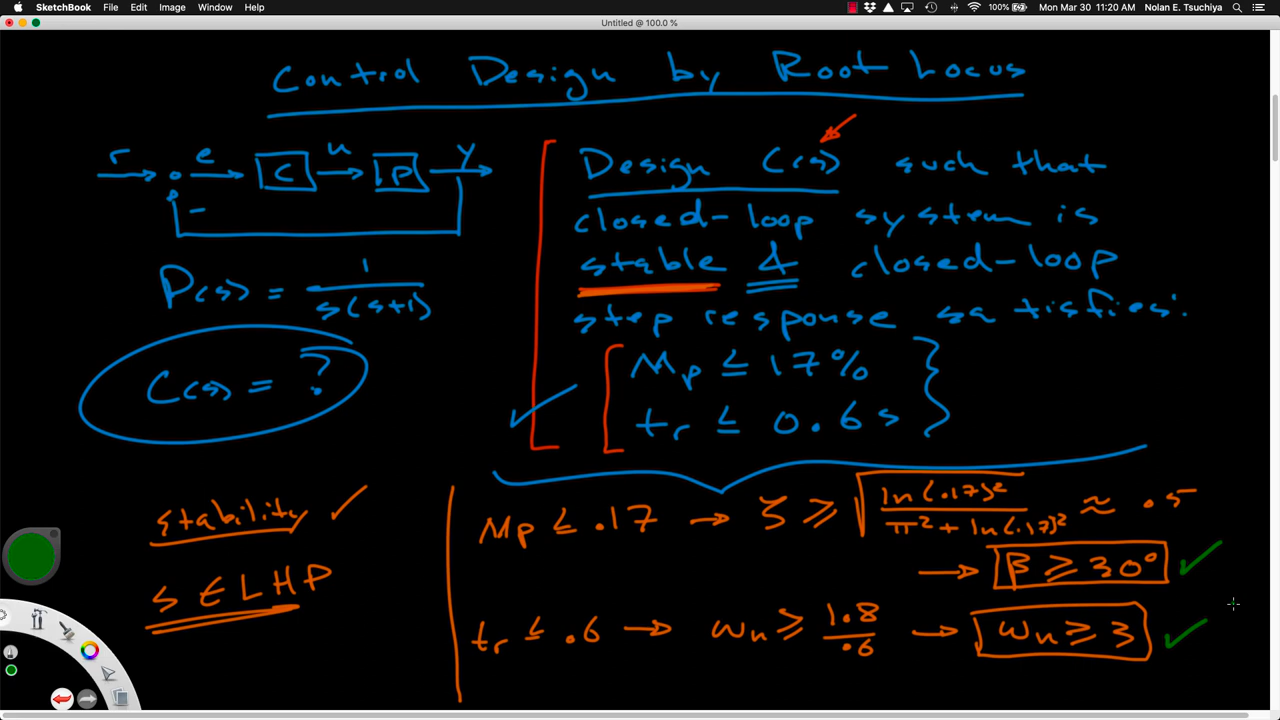 SketchBook File Edit Image Window Help 100% Mon Mar 30 11:20 AM Nolan E. Tsuchiya
Untitled @ 100.0 %
Control Design by Root Locus
r e C u P y
-
P(s) = 1 / s(s+1)
C(s) = ?
Design C(s) such that
closed-loop system is
stable & closed-loop
step response satisfies:
Mp ≤ 17%
tr ≤ 0.6 s
stability ✓
s ∈ LHP
Mp ≤ .17 → ζ ≥ √(ln(.17)² / π² + ln(.17)²) ≈ .5
→ β ≥ 30° ✓
tr ≤ .6 → ωn ≥ 1.8 / .6 → ωn ≥ 3 ✓